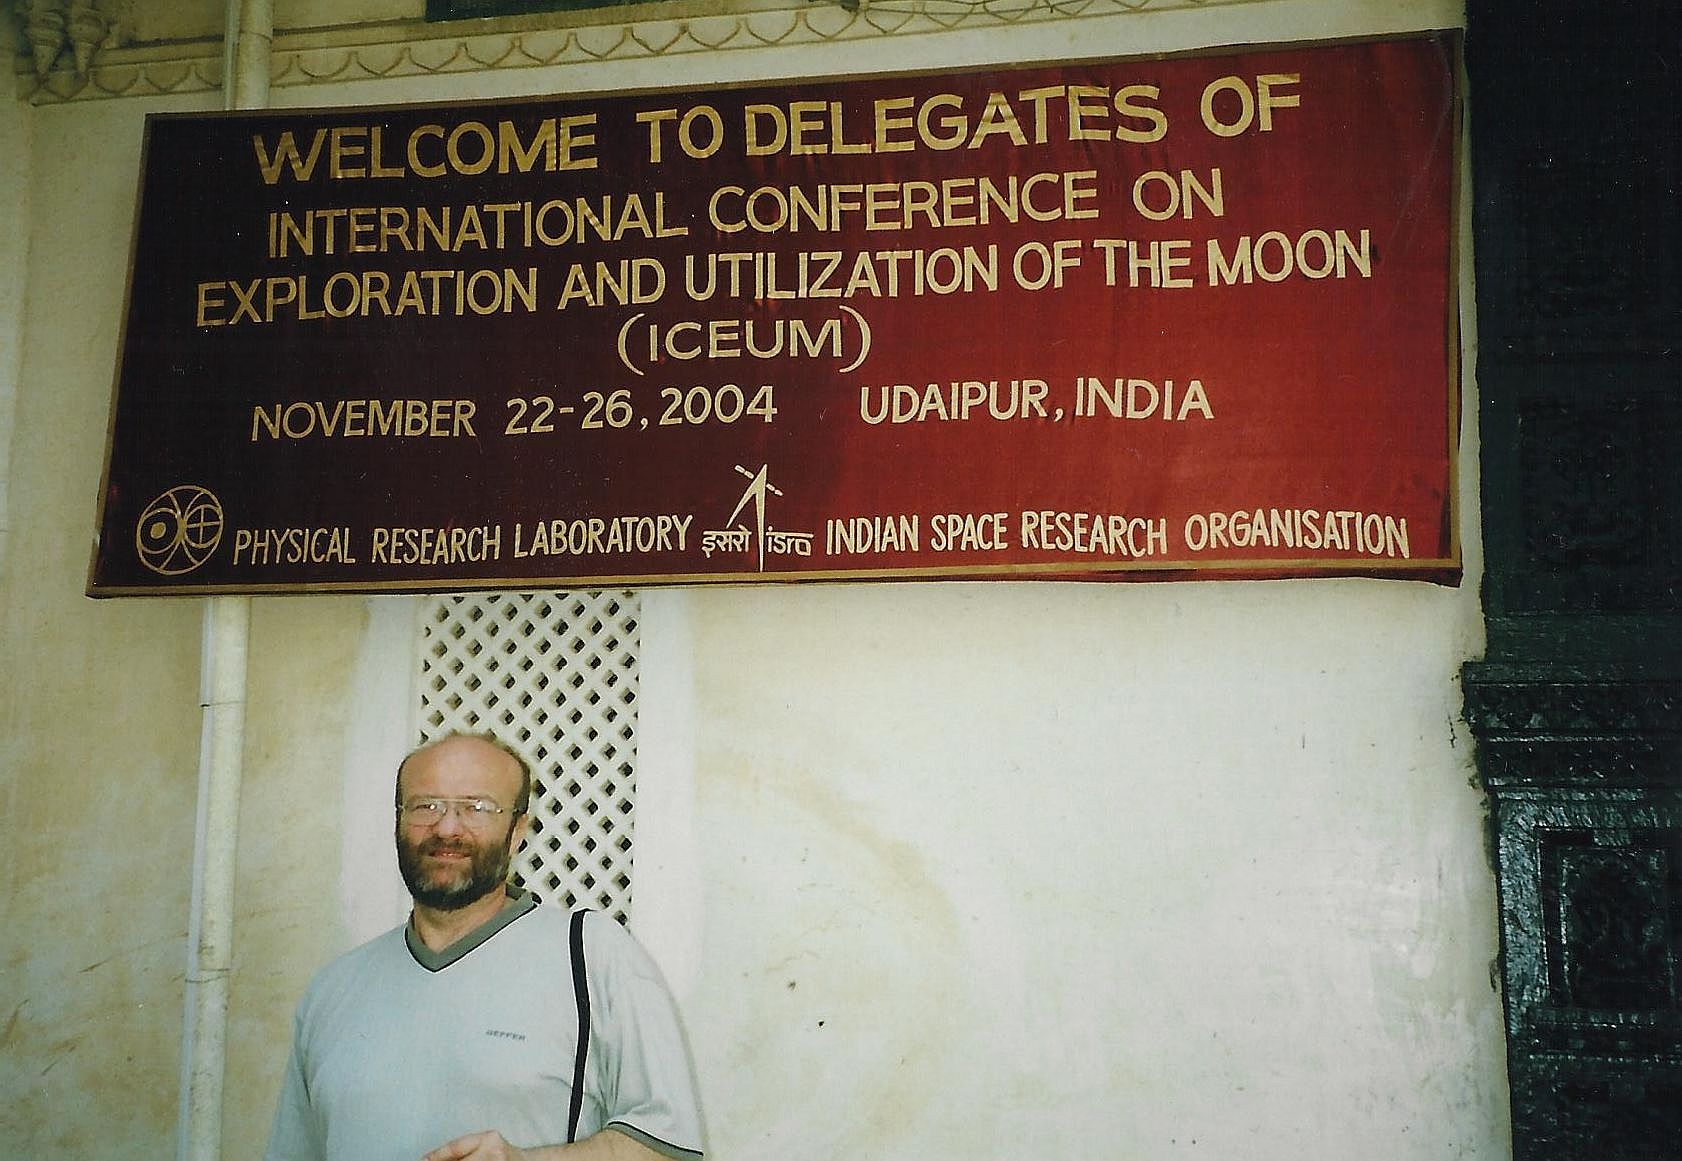 WELCOME TO DELEGATES OF
INTERNATIONAL CONFERENCE ON
EXPLORATION AND UTILIZATION OF THE MOON
(ICEUM)
NOVEMBER 22-26, 2004 UDAIPUR, INDIA
PHYSICAL RESEARCH LABORATORY इसरो isro INDIAN SPACE RESEARCH ORGANISATION